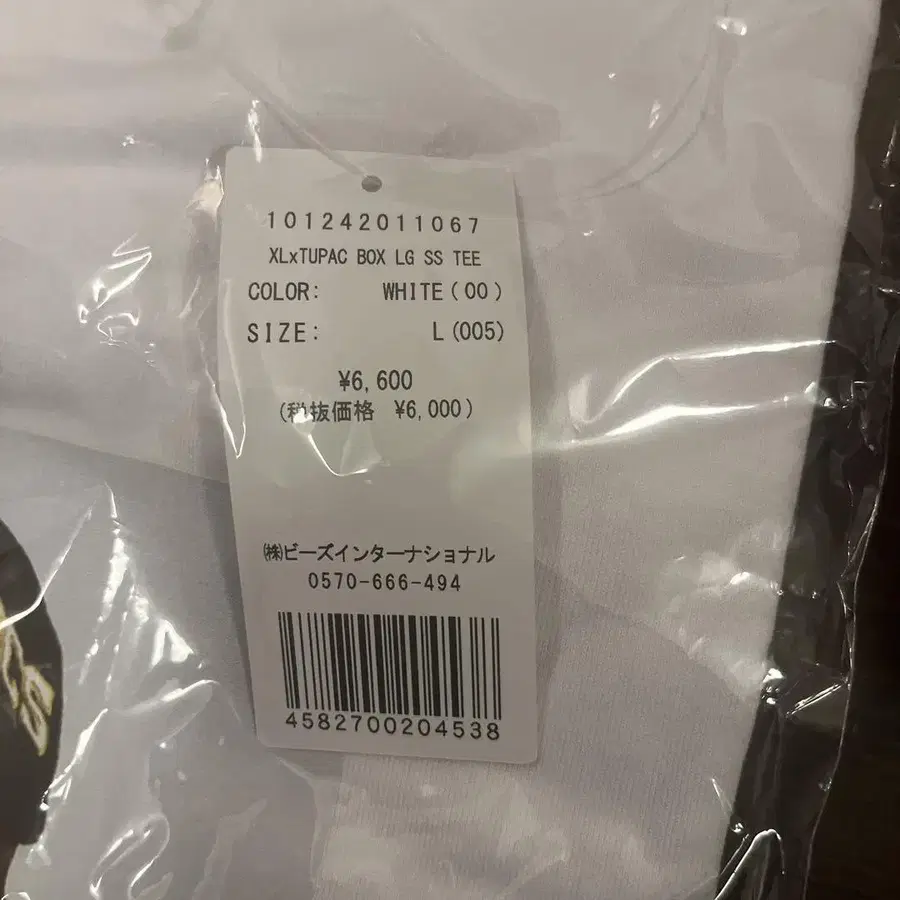 101242011067
XLxTUPAC BOX LG SS TEE
COLOR: WHITE(00)
SIZE: L(005)
¥6,600
(税抜価格 ¥6,000)
㈱ビーズインターナショナル
0570-666-494
4582700204538